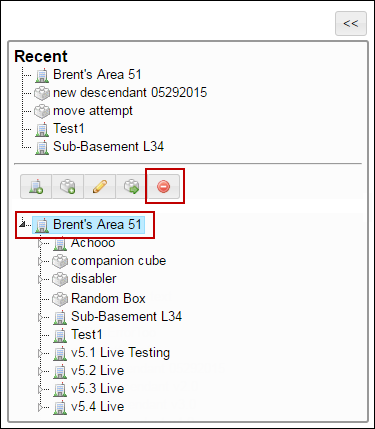 <<
Recent
Brent's Area 51
new descendant 05292015
move attempt
Test1
Sub-Basement L34
Brent's Area 51
Achooo
companion cube
disabler
Random Box
Sub-Basement L34
Test1
v5.1 Live Testing
v5.2 Live
v5.3 Live
v5.4 Live